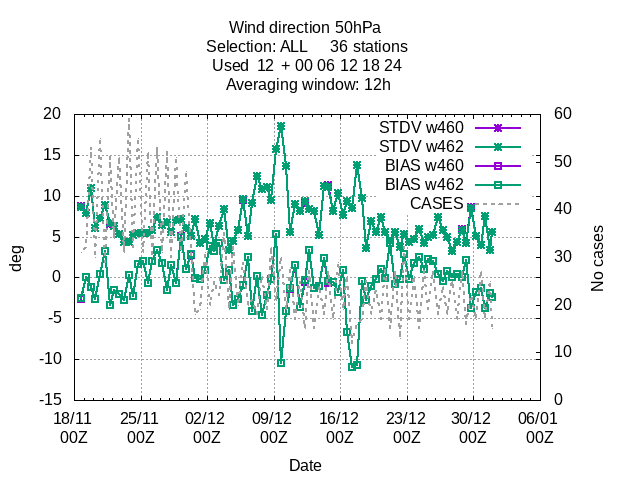 Wind direction 50hPa
Selection: ALL 36 stations
Used 12 + 00 06 12 18 24
Averaging window: 12h
20
15
10
5
0
-5
-10
-15
deg
60
50
40
30
20
10
0
No cases
STDV w460
STDV w462
BIAS w460
BIAS w462
CASES
18/11 25/11 02/12 09/12 16/12 23/12 30/12 06/01
00Z 00Z 00Z 00Z 00Z 00Z 00Z 00Z
Date